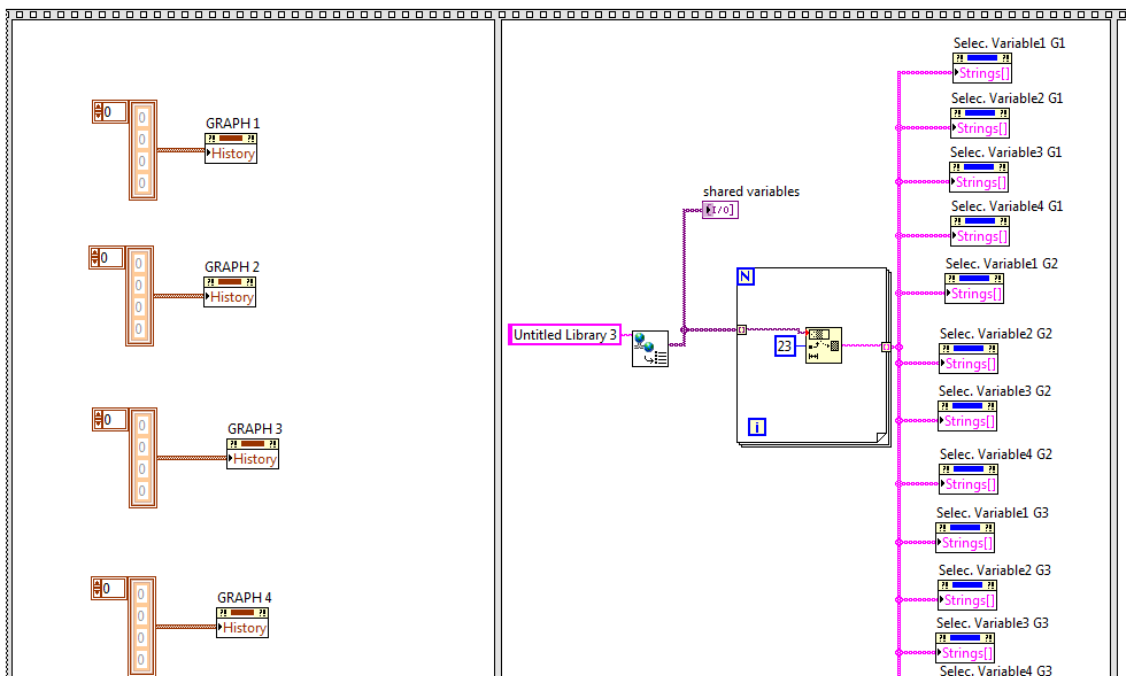 0
0
0
0
0
GRAPH 1
?!
?!
History
0
0
0
0
0
GRAPH 2
?!
?!
History
0
0
0
0
0
GRAPH 3
?!
?!
History
0
0
0
0
0
GRAPH 4
?!
?!
History
Untitled Library 3
shared variables
I/O]
N
23
i
Selec. Variable1 G1
?!
?!
Strings[]
Selec. Variable2 G1
?!
?!
Strings[]
Selec. Variable3 G1
?!
?!
Strings[]
Selec. Variable4 G1
?!
?!
Strings[]
Selec. Variable1 G2
?!
?!
Strings[]
Selec. Variable2 G2
?!
?!
Strings[]
Selec. Variable3 G2
?!
?!
Strings[]
Selec. Variable4 G2
?!
?!
Strings[]
Selec. Variable1 G3
?!
?!
Strings[]
Selec. Variable2 G3
?!
?!
Strings[]
Selec. Variable3 G3
?!
?!
Strings[]
Selec. Variable4 G3